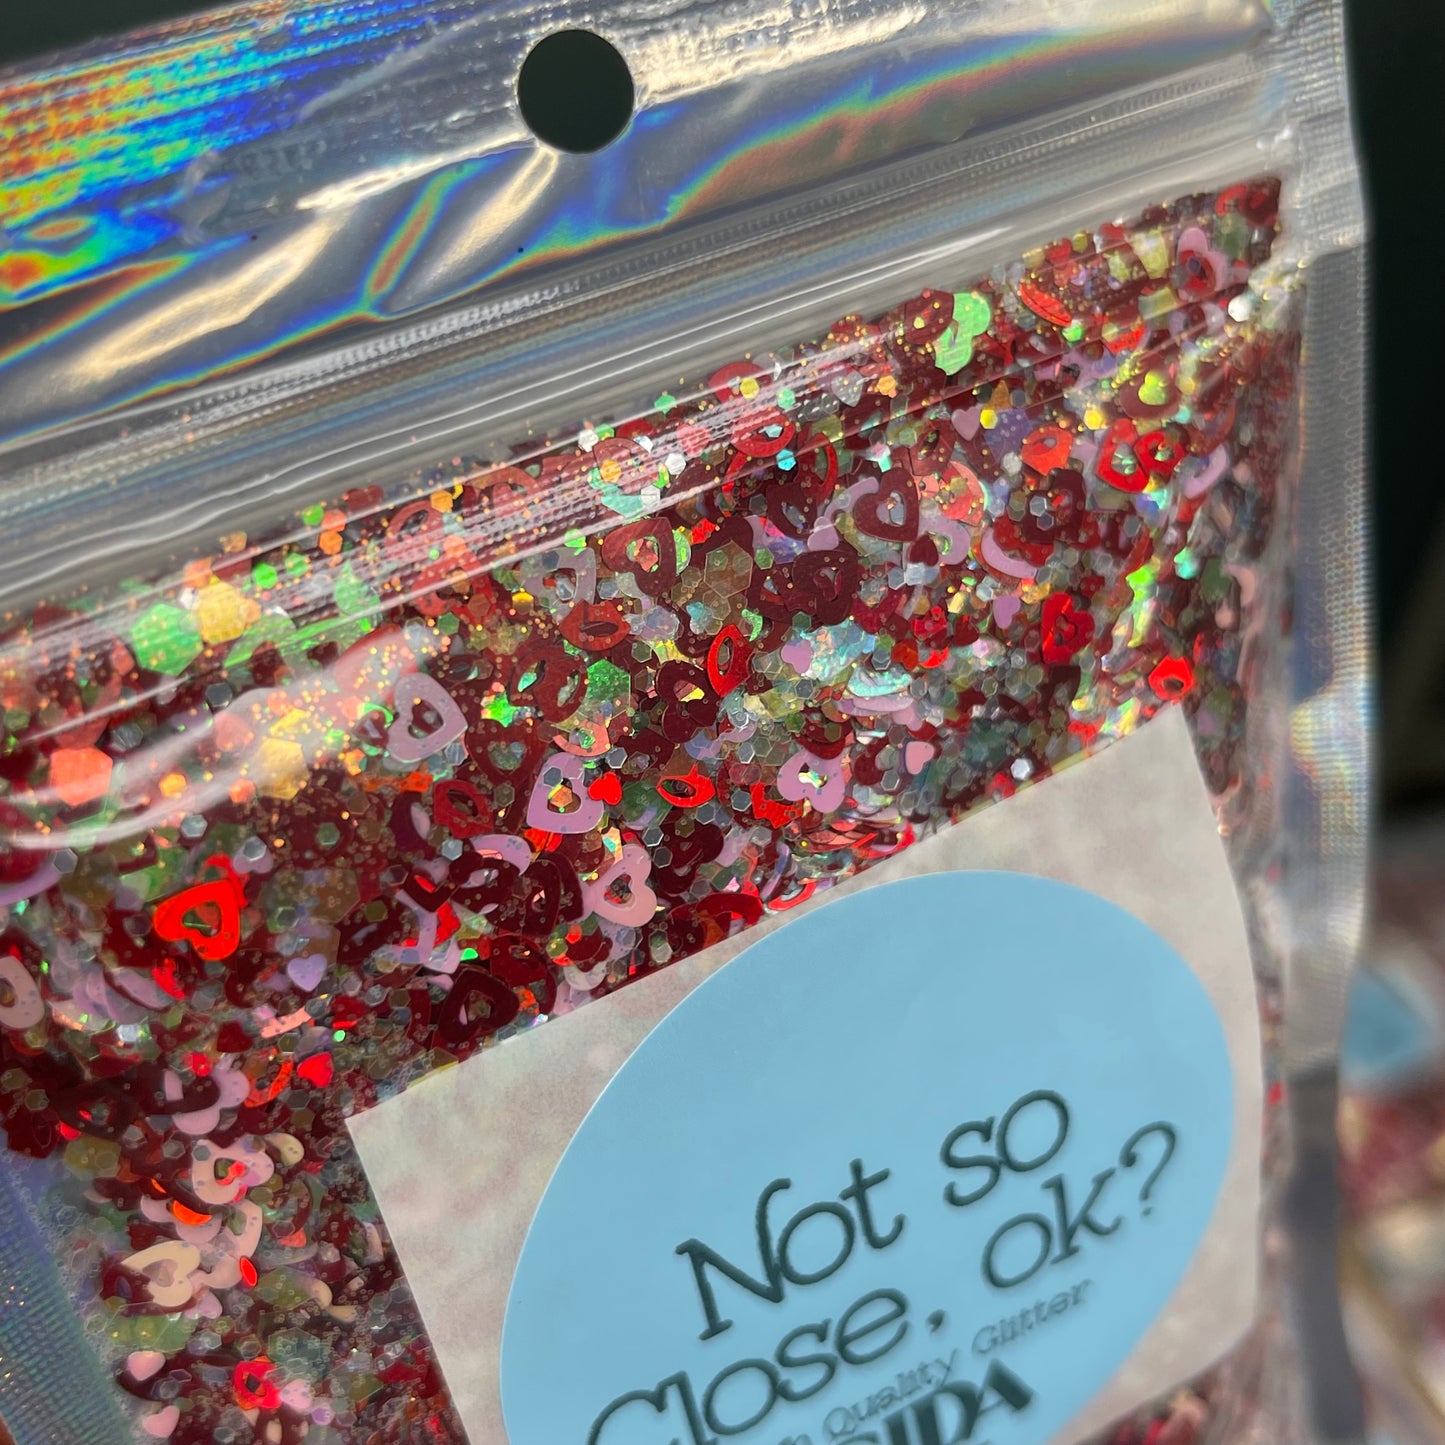 Not so
Close, ok?
Quality Glitter